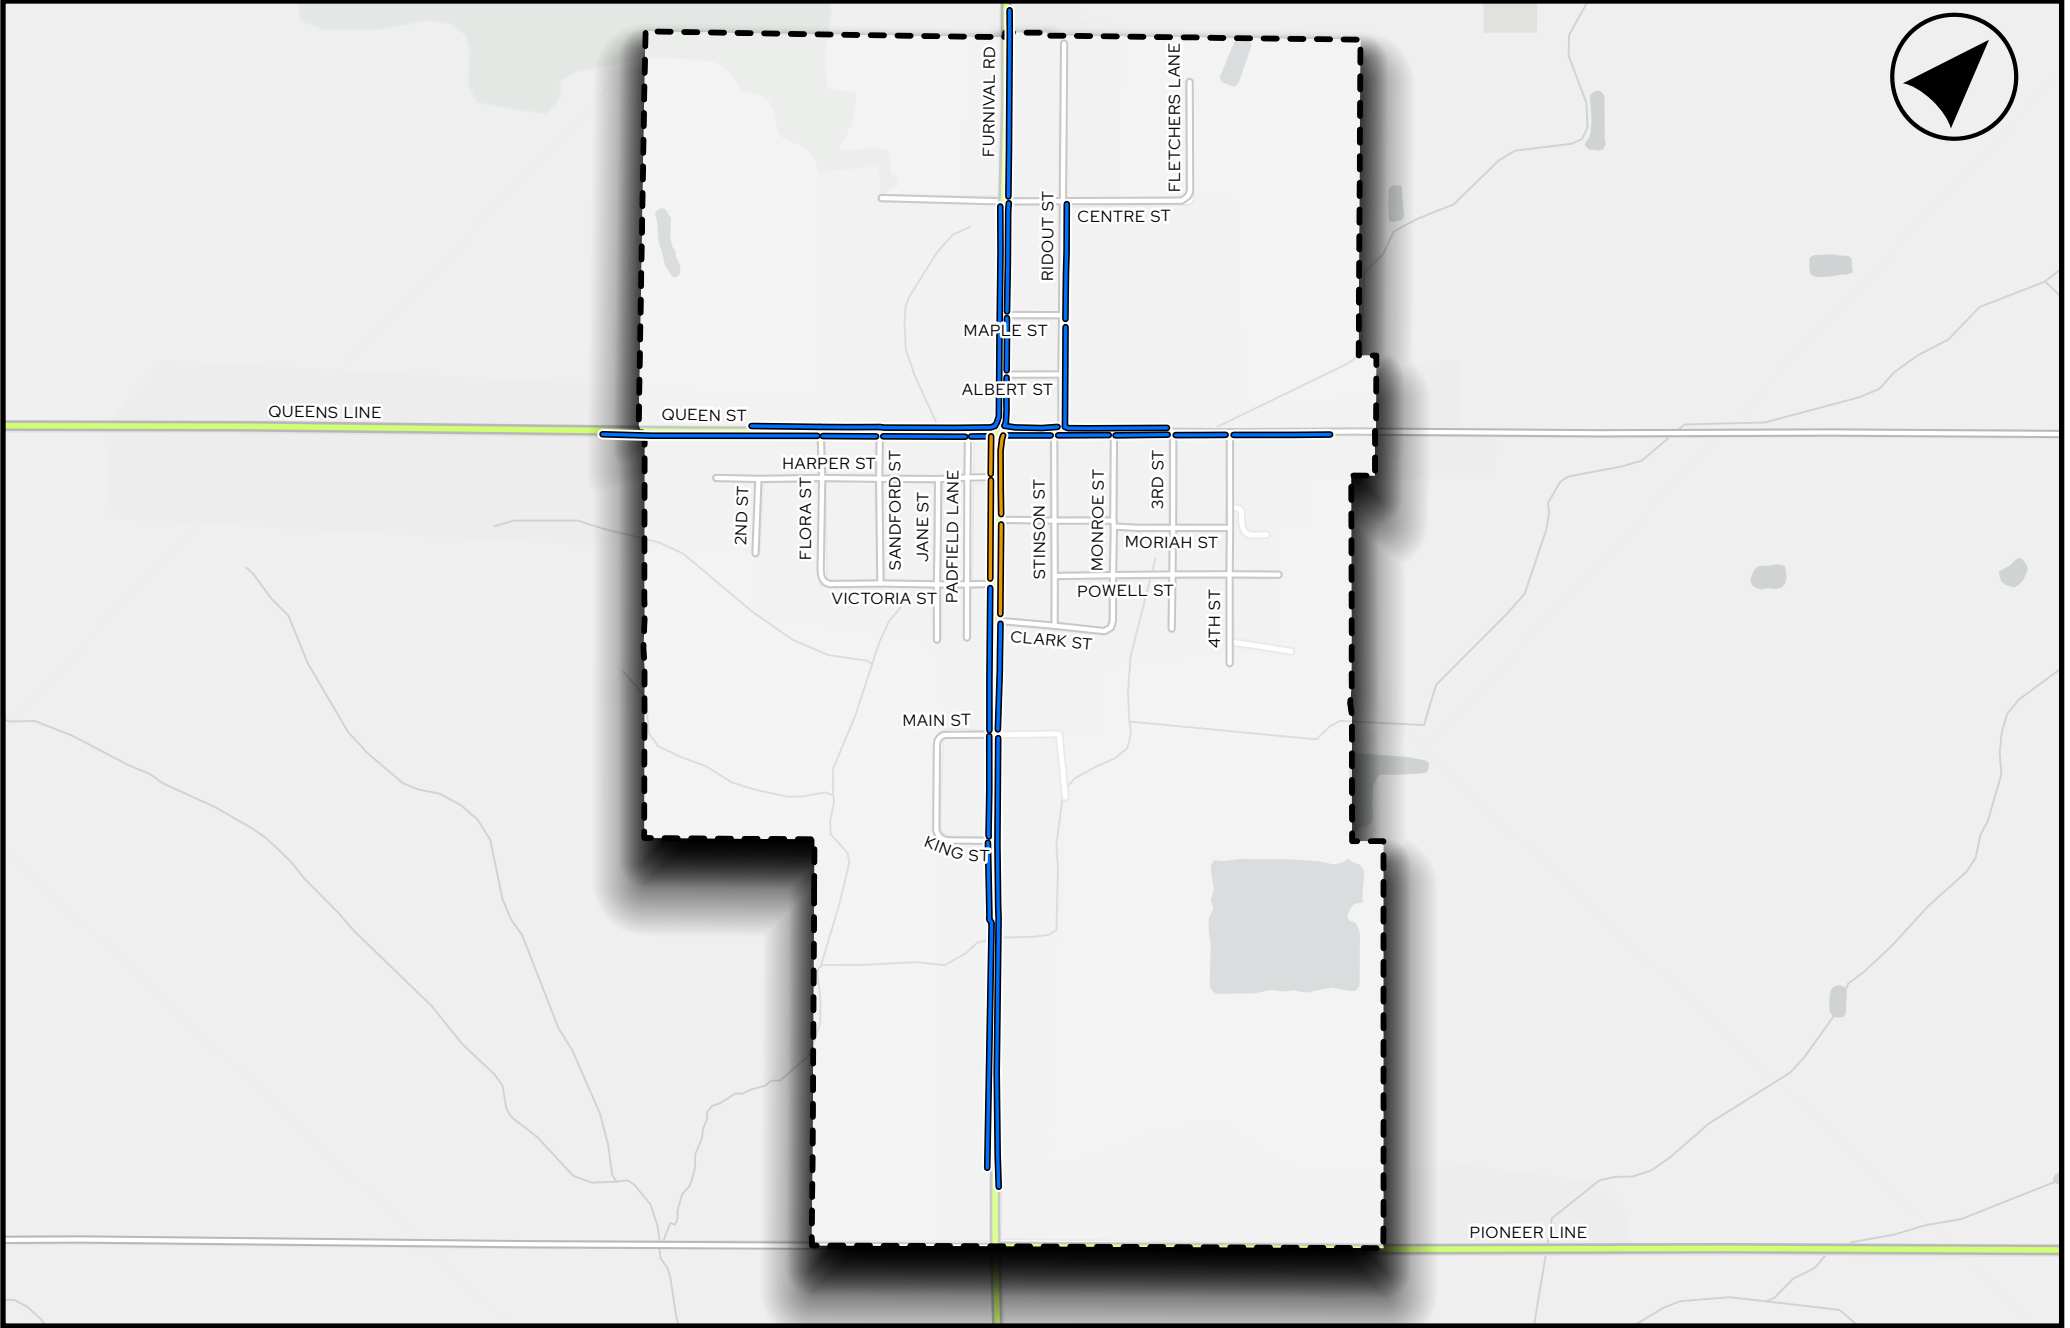 FURNIVAL RD
FLETCHERS LANE
RIDOUT ST
CENTRE ST
MAPLE ST
ALBERT ST
QUEENS LINE
QUEEN ST
HARPER ST
2ND ST
FLORA ST
SANDFORD ST
JANE ST
PADFIELD LANE
STINSON ST
MONROE ST
3RD ST
MORIAH ST
VICTORIA ST
POWELL ST
4TH ST
CLARK ST
MAIN ST
KING ST
PIONEER LINE